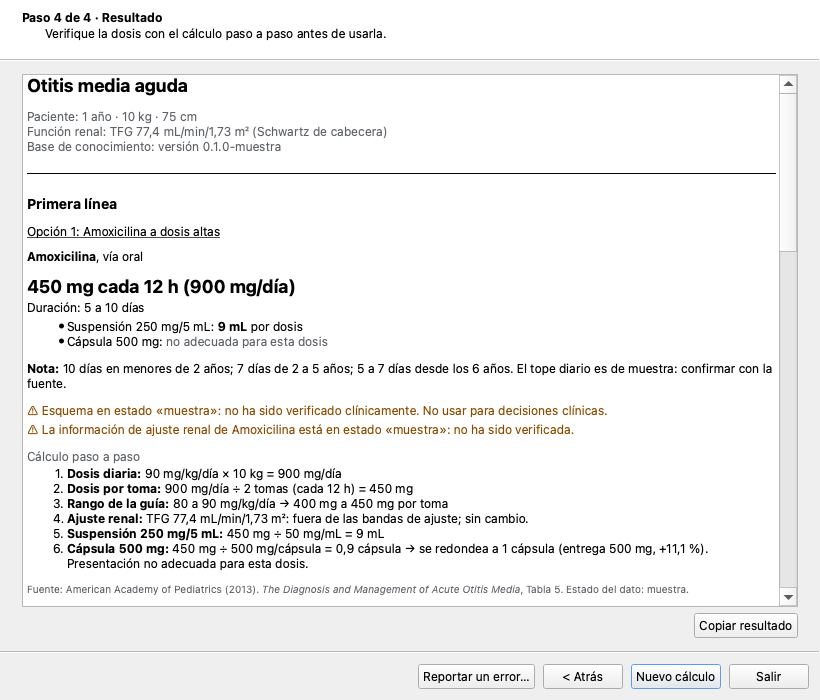 Paso 4 de 4 · Resultado
Verifique la dosis con el cálculo paso a paso antes de usarla.
Otitis media aguda
Paciente: 1 año · 10 kg · 75 cm
Función renal: TFG 77,4 mL/min/1,73 m² (Schwartz de cabecera)
Base de conocimiento: versión 0.1.0-muestra
Primera línea
Opción 1: Amoxicilina a dosis altas
Amoxicilina, vía oral
450 mg cada 12 h (900 mg/día)
Duración: 5 a 10 días
• Suspensión 250 mg/5 mL: 9 mL por dosis
• Cápsula 500 mg: no adecuada para esta dosis
Nota: 10 días en menores de 2 años; 7 días de 2 a 5 años; 5 a 7 días desde los 6 años. El tope diario es de muestra: confirmar con la
fuente.
⚠ Esquema en estado «muestra»: no ha sido verificado clínicamente. No usar para decisiones clínicas.
⚠ La información de ajuste renal de Amoxicilina está en estado «muestra»: no ha sido verificada.
Cálculo paso a paso
1. Dosis diaria: 90 mg/kg/día × 10 kg = 900 mg/día
2. Dosis por toma: 900 mg/día ÷ 2 tomas (cada 12 h) = 450 mg
3. Rango de la guía: 80 a 90 mg/kg/día → 400 mg a 450 mg por toma
4. Ajuste renal: TFG 77,4 mL/min/1,73 m²: fuera de las bandas de ajuste; sin cambio.
5. Suspensión 250 mg/5 mL: 450 mg ÷ 50 mg/mL = 9 mL
6. Cápsula 500 mg: 450 mg ÷ 500 mg/cápsula = 0,9 cápsula → se redondea a 1 cápsula (entrega 500 mg, +11,1 %).
Presentación no adecuada para esta dosis.
Fuente: American Academy of Pediatrics (2013). The Diagnosis and Management of Acute Otitis Media, Tabla 5. Estado del dato: muestra.
Copiar resultado
Reportar un error... < Atrás Nuevo cálculo Salir